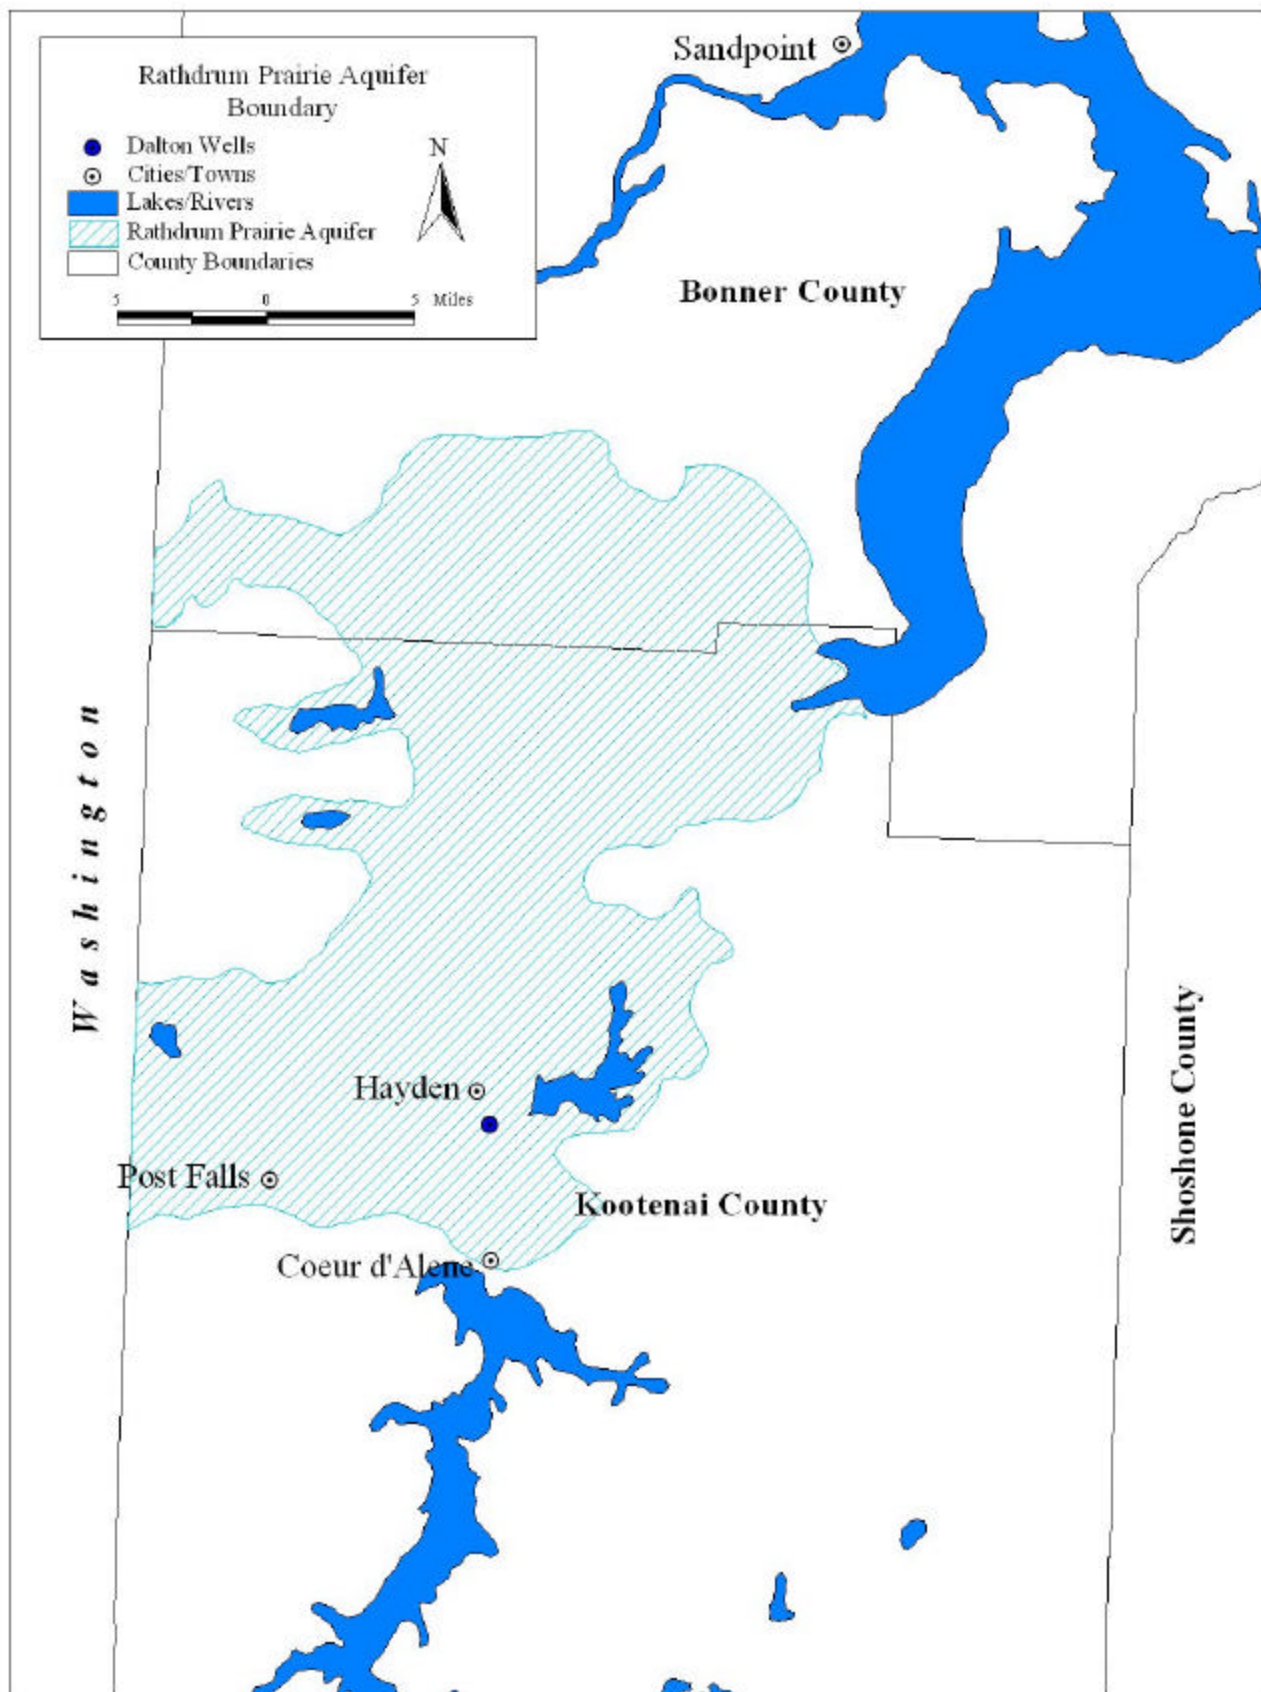 Sandpoint
Rathdrum Prairie Aquifer
Boundary
Dalton Wells
Cities/Towns
Lakes/Rivers
Rathdrum Prairie Aquifer
County Boundaries
N
5 0 5 Miles
Bonner County
Washington
Hayden
Post Falls
Kootenai County
Coeur d'Alene
Shoshone County